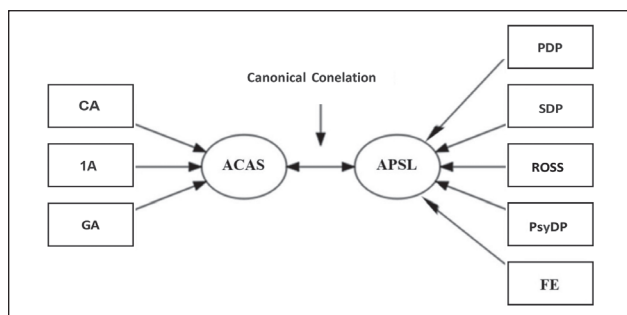 PDP
Canonical Conelation
CA
SDP
1A
ACAS
APSL
ROSS
GA
PsyDP
FE